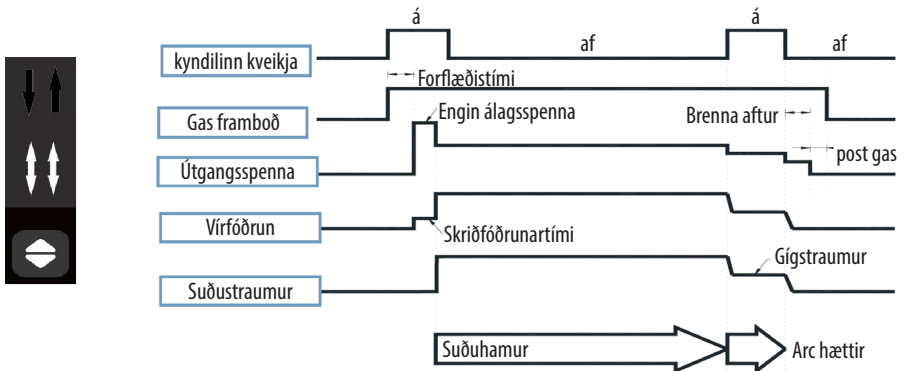 á
á
kyndilinn kveikja
af
af
Forflæðistími
Gas framboð
Engin álagsspenna
Brenna aftur
post gas
Útgangsspenna
Vírfóðrun
Skriðfóðrunartími
Gígstraumur
Suðustraumur
Suðuhamur
Arc hættir